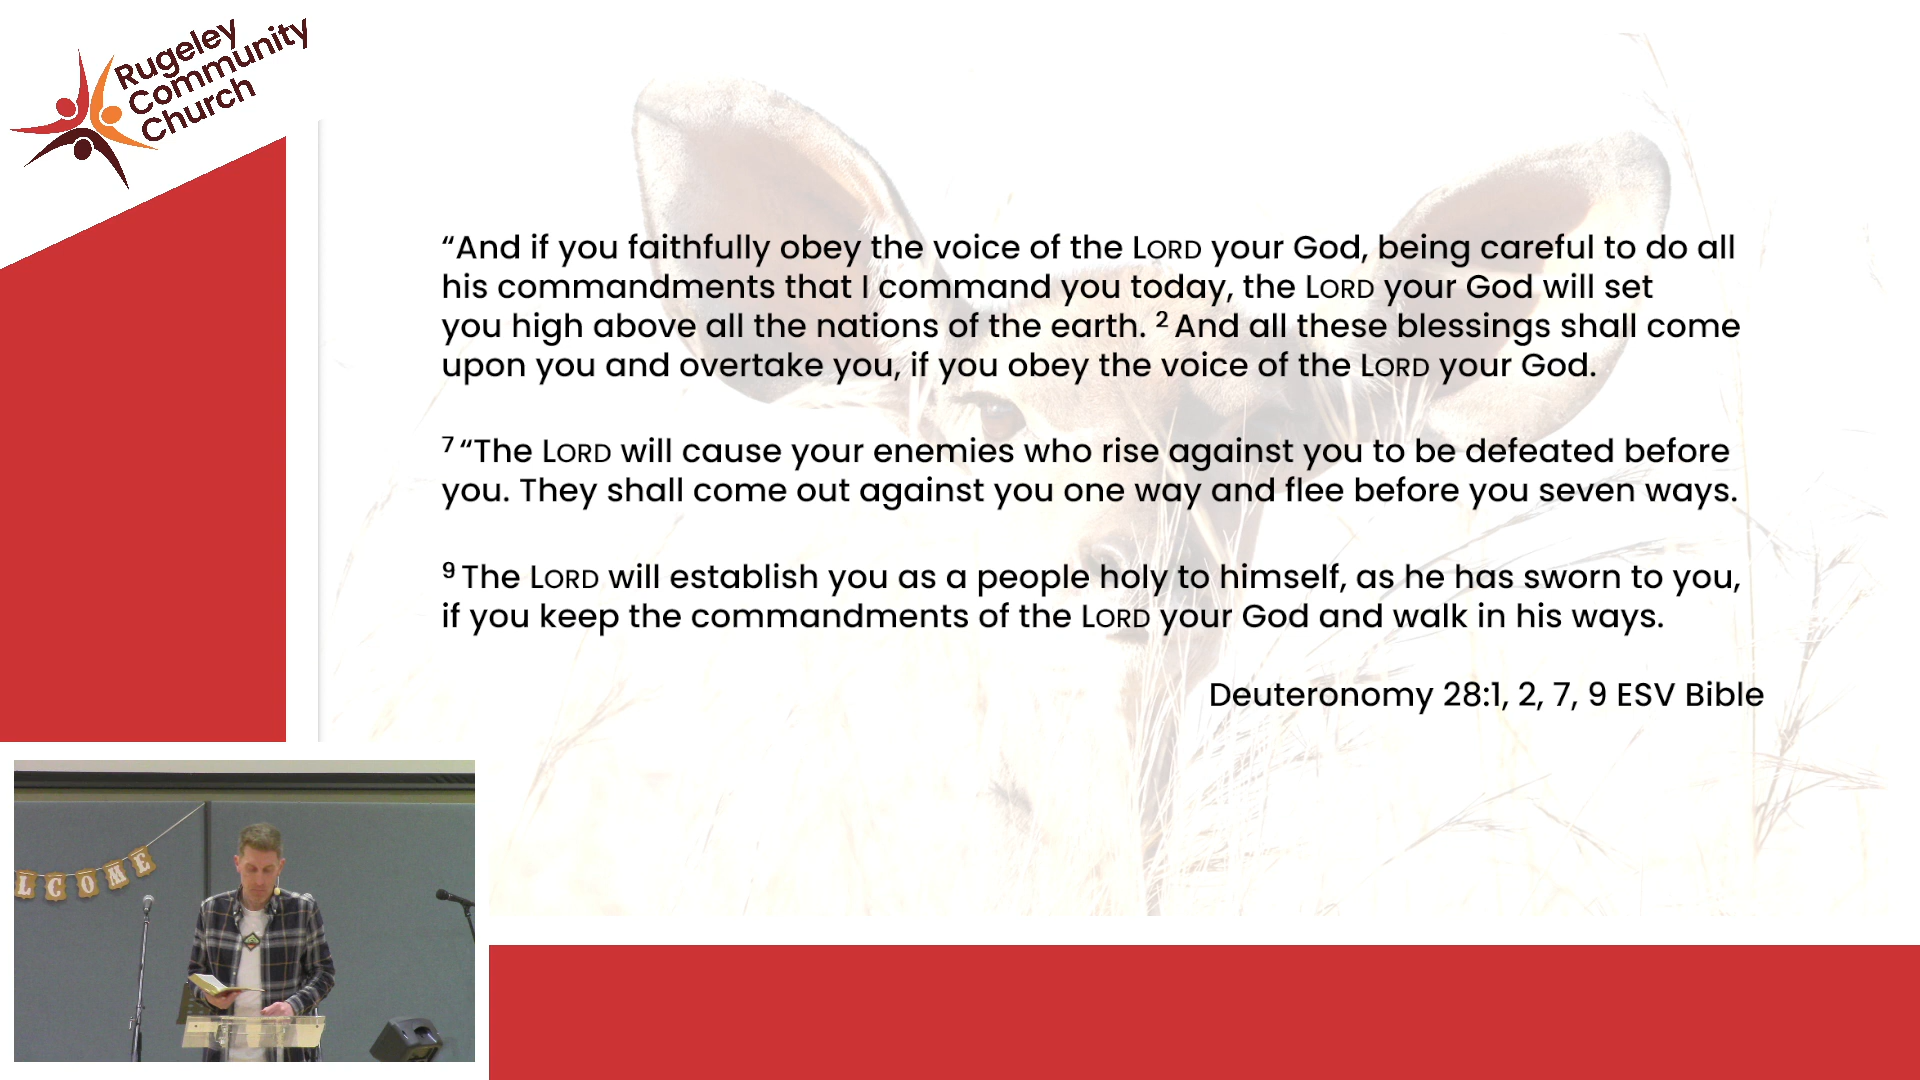 Rugeley
Community
Church
“And if you faithfully obey the voice of the LORD your God, being careful to do all
his commandments that I command you today, the LORD your God will set
you high above all the nations of the earth. ² And all these blessings shall come
upon you and overtake you, if you obey the voice of the LORD your God.
⁷ “The LORD will cause your enemies who rise against you to be defeated before
you. They shall come out against you one way and flee before you seven ways.
⁹ The LORD will establish you as a people holy to himself, as he has sworn to you,
if you keep the commandments of the LORD your God and walk in his ways.
Deuteronomy 28:1, 2, 7, 9 ESV Bible
LCOME